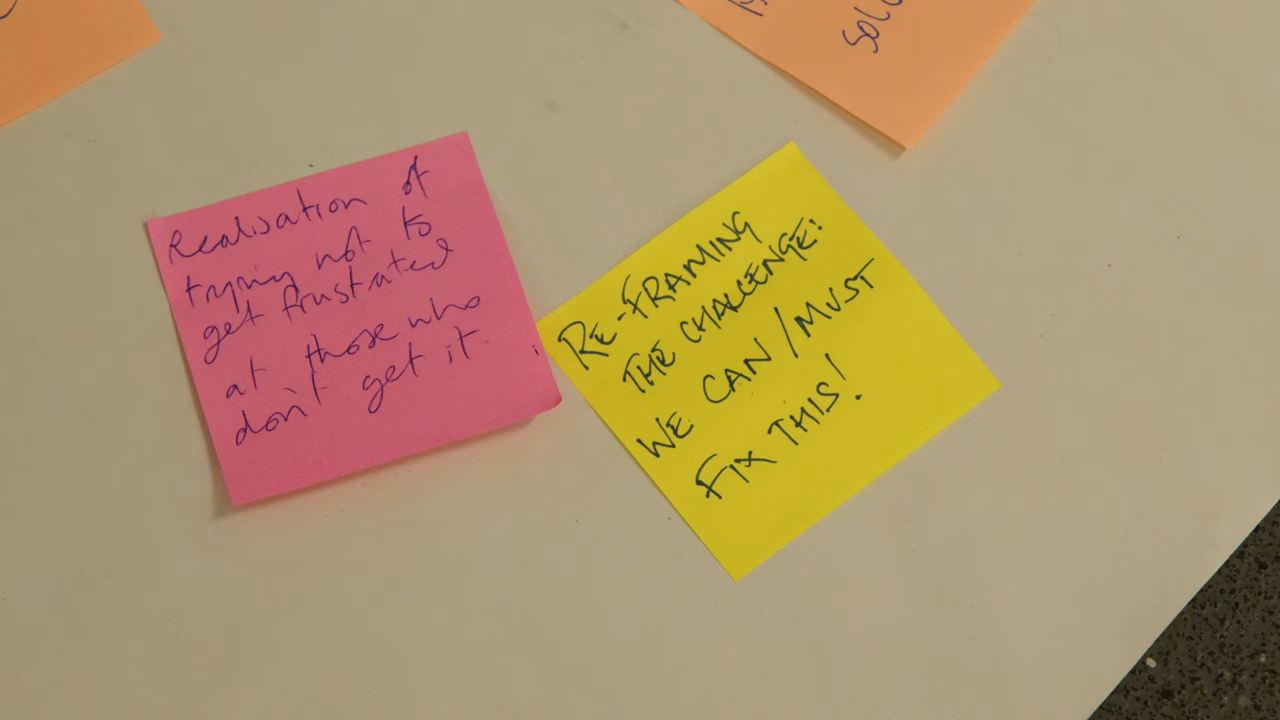 Realisation of
trying not to
get frustrated
at those who
don't get it.
RE-FRAMING
THE CHALLENGE:
WE CAN / MUST
FIX THIS!